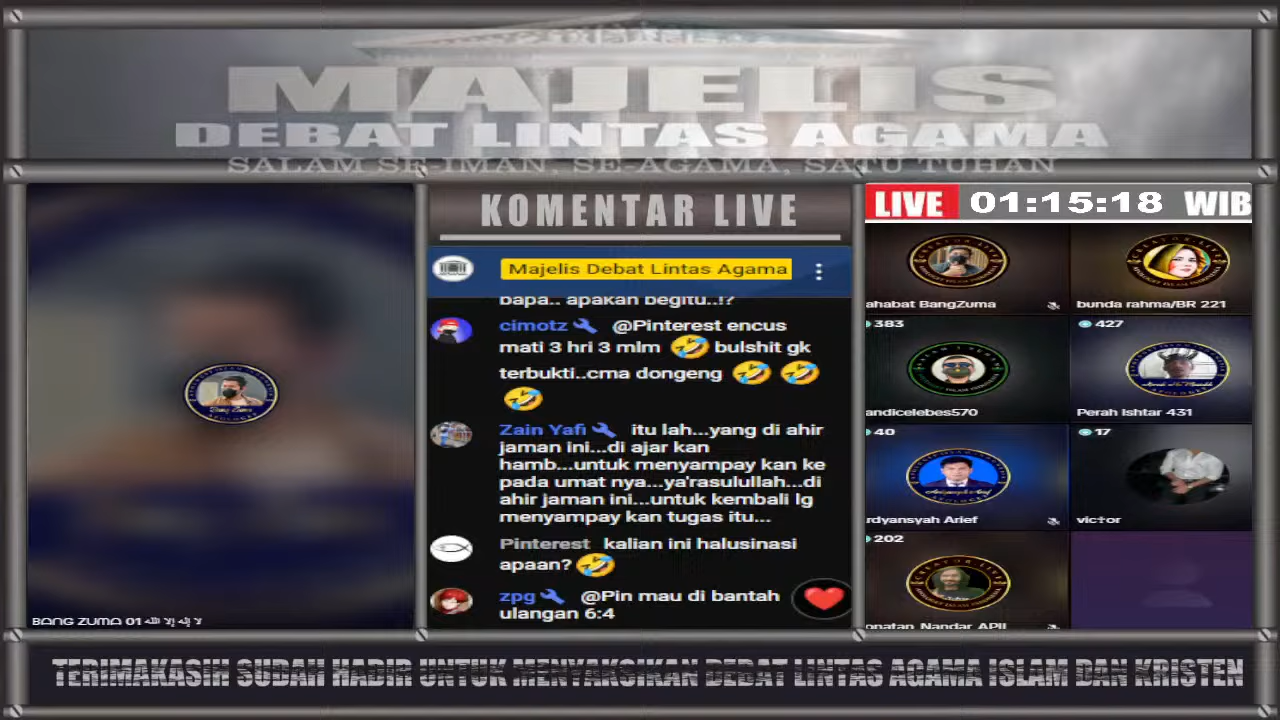 MAJELIS
DEBAT LINTAS AGAMA
SALAM SE-IMAN, SE-AGAMA, SATU TUHAN
BANG ZUMA 01
KOMENTAR LIVE
Majelis Debat Lintas Agama
bapa.. apakah begitu..!?
cimotz @Pinterest encus
mati 3 hri 3 mlm 🤣 bulshit gk
terbukti..cma dongeng 🤣 🤣
🤣
Zain Yafi itu lah...yang di ahir
jaman ini...di ajar kan
hamb...untuk menyampay kan ke
pada umat nya...ya'rasulullah...di
ahir jaman ini...untuk kembali lg
menyampay kan tugas itu...
Pinterest kalian ini halusinasi
apaan? 🤣
zpg @Pin mau di bantah
ulangan 6:4
LIVE 01:15:18 WIB
ahabat BangZuma
bunda rahma/BR 221
383
427
andicelebes570
Perah Ishtar 431
40
17
rdyansyah Arief
vic✝or
202
onatan Nandar APII
TERIMAKASIH SUDAH HADIR UNTUK MENYAKSIKAN DEBAT LINTAS AGAMA ISLAM DAN KRISTEN